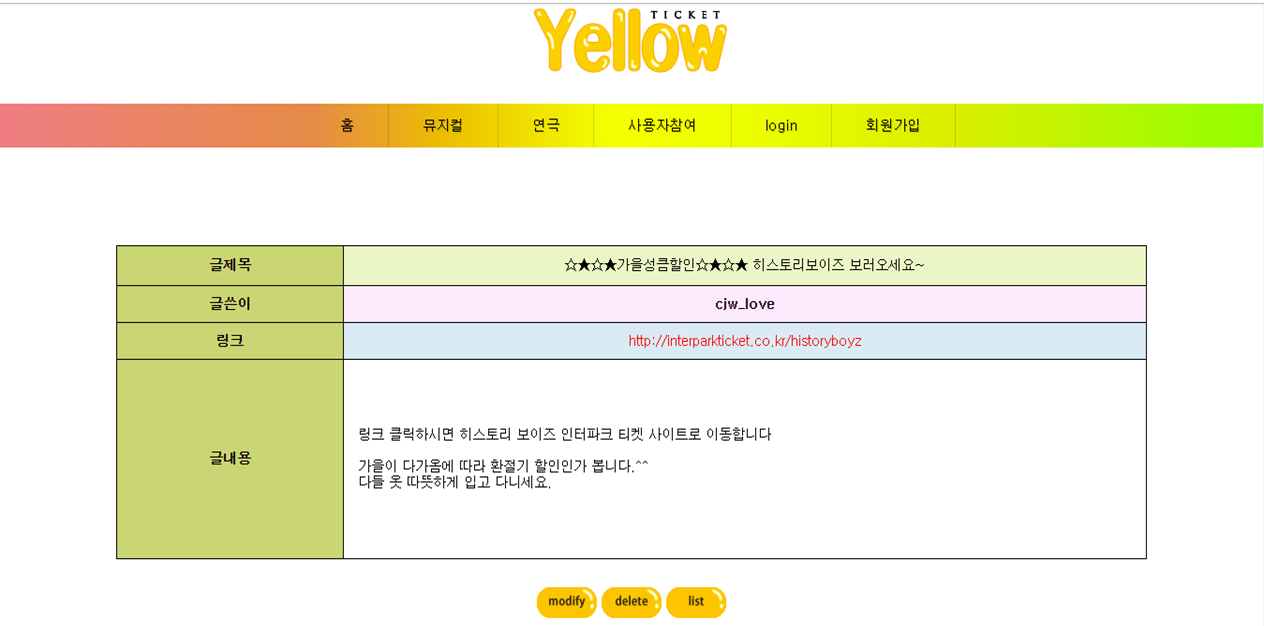 TICKET
Yellow
홈 뮤지컬 연극 사용자참여 login 회원가입
글제목 ☆★☆★가을성큼할인☆★☆★ 히스토리보이즈 보러오세요~
글쓴이 cjw_love
링크 http://interparkticket.co.kr/historyboyz
글내용
링크 클릭하시면 히스토리 보이즈 인터파크 티켓 사이트로 이동합니다
가을이 다가옴에 따라 환절기 할인인가 봅니다.^^
다들 옷 따뜻하게 입고 다니세요.
modify delete list